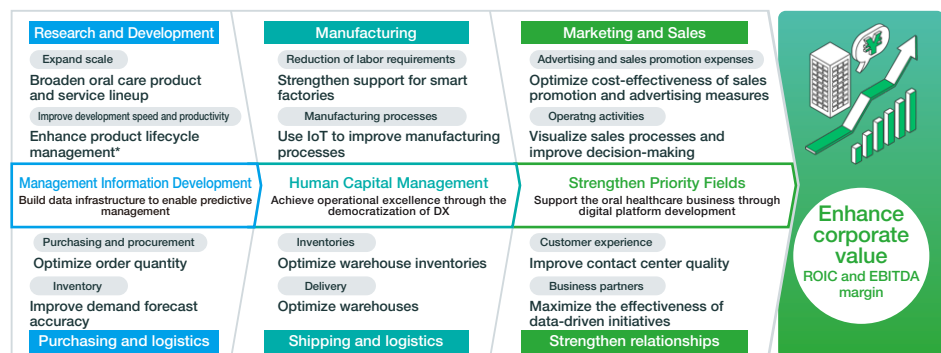 Research and Development
Expand scale
Broaden oral care product
and service lineup
Improve development speed and productivity
Enhance product lifecycle
management*
Manufacturing
Reduction of labor requirements
Strengthen support for smart
factories
Manufacturing processes
Use IoT to improve manufacturing
processes
Marketing and Sales
Advertising and sales promotion expenses
Optimize cost-effectiveness of sales
promotion and advertising measures
Operatng activities
Visualize sales processes and
improve decision-making
Management Information Development
Build data infrastructure to enable predictive
management
Human Capital Management
Achieve operational excellence through the
democratization of DX
Strengthen Priority Fields
Support the oral healthcare business through
digital platform development
Purchasing and procurement
Optimize order quantity
Inventory
Improve demand forecast
accuracy
Purchasing and logistics
Inventories
Optimize warehouse inventories
Delivery
Optimize warehouses
Shipping and logistics
Customer experience
Improve contact center quality
Business partners
Maximize the effectiveness of
data-driven initiatives
Strengthen relationships
¥
Enhance
corporate
value
ROIC and EBITDA
margin